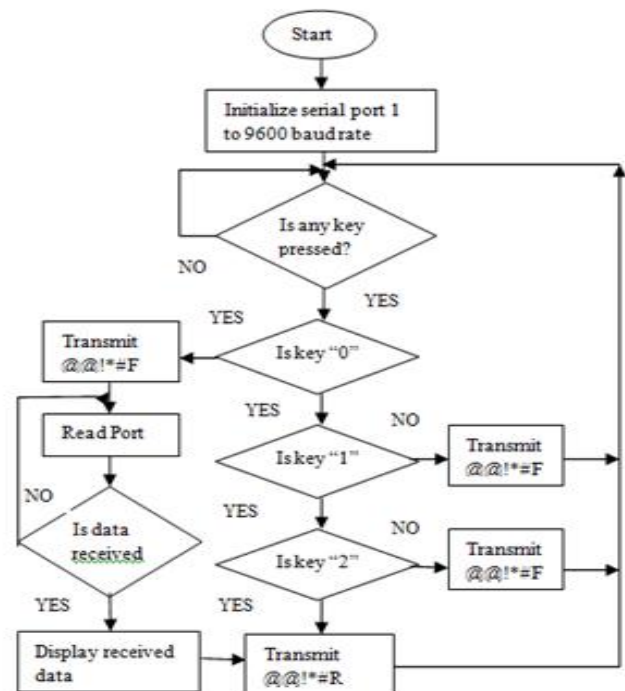 Start
Initialize serial port 1
to 9600 baud rate
Is any key
pressed?
NO
YES
YES
Transmit
@@!*#F
Is key “0”
YES
NO
Read Port
Is key “1”
Transmit
@@!*#F
NO
YES
NO
Is data
received
Is key “2”
Transmit
@@!*#F
YES
YES
Display received
data
Transmit
@@!*#R